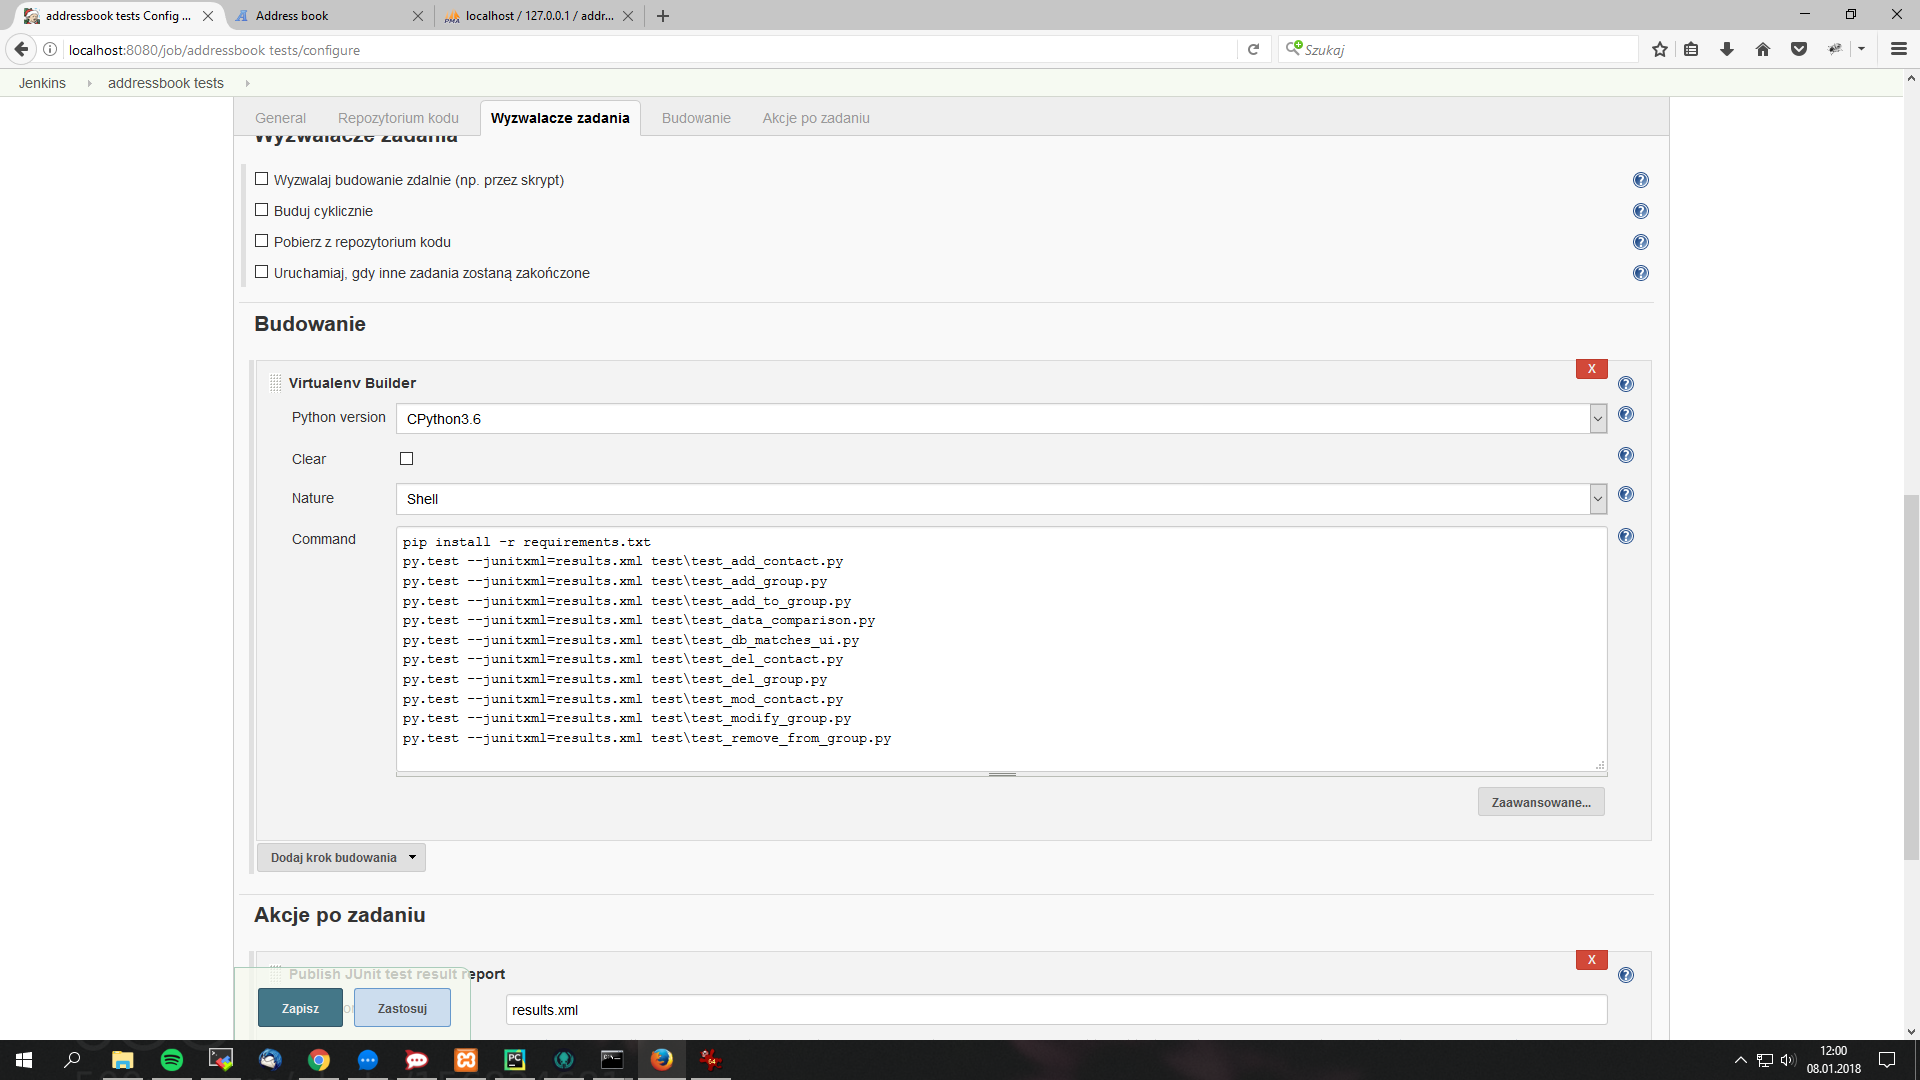 addressbook tests Config ...
Address book
localhost / 127.0.0.1 / addr...
localhost:8080/job/addressbook tests/configure
Szukaj
Jenkins
addressbook tests
General
Repozytorium kodu
Wyzwalacze zadania
Budowanie
Akcje po zadaniu
Wyzwalacze zadania
Wyzwalaj budowanie zdalnie (np. przez skrypt)
Buduj cyklicznie
Pobierz z repozytorium kodu
Uruchamiaj, gdy inne zadania zostaną zakończone
Budowanie
X
Virtualenv Builder
Python version
CPython3.6
Clear
Nature
Shell
Command
pip install -r requirements.txt
py.test --junitxml=results.xml test\test_add_contact.py
py.test --junitxml=results.xml test\test_add_group.py
py.test --junitxml=results.xml test\test_add_to_group.py
py.test --junitxml=results.xml test\test_data_comparison.py
py.test --junitxml=results.xml test\test_db_matches_ui.py
py.test --junitxml=results.xml test\test_del_contact.py
py.test --junitxml=results.xml test\test_del_group.py
py.test --junitxml=results.xml test\test_mod_contact.py
py.test --junitxml=results.xml test\test_modify_group.py
py.test --junitxml=results.xml test\test_remove_from_group.py
Zaawansowane...
Dodaj krok budowania
Akcje po zadaniu
X
Publish JUnit test result report
Zapisz
Zastosuj
results.xml
12:00
08.01.2018